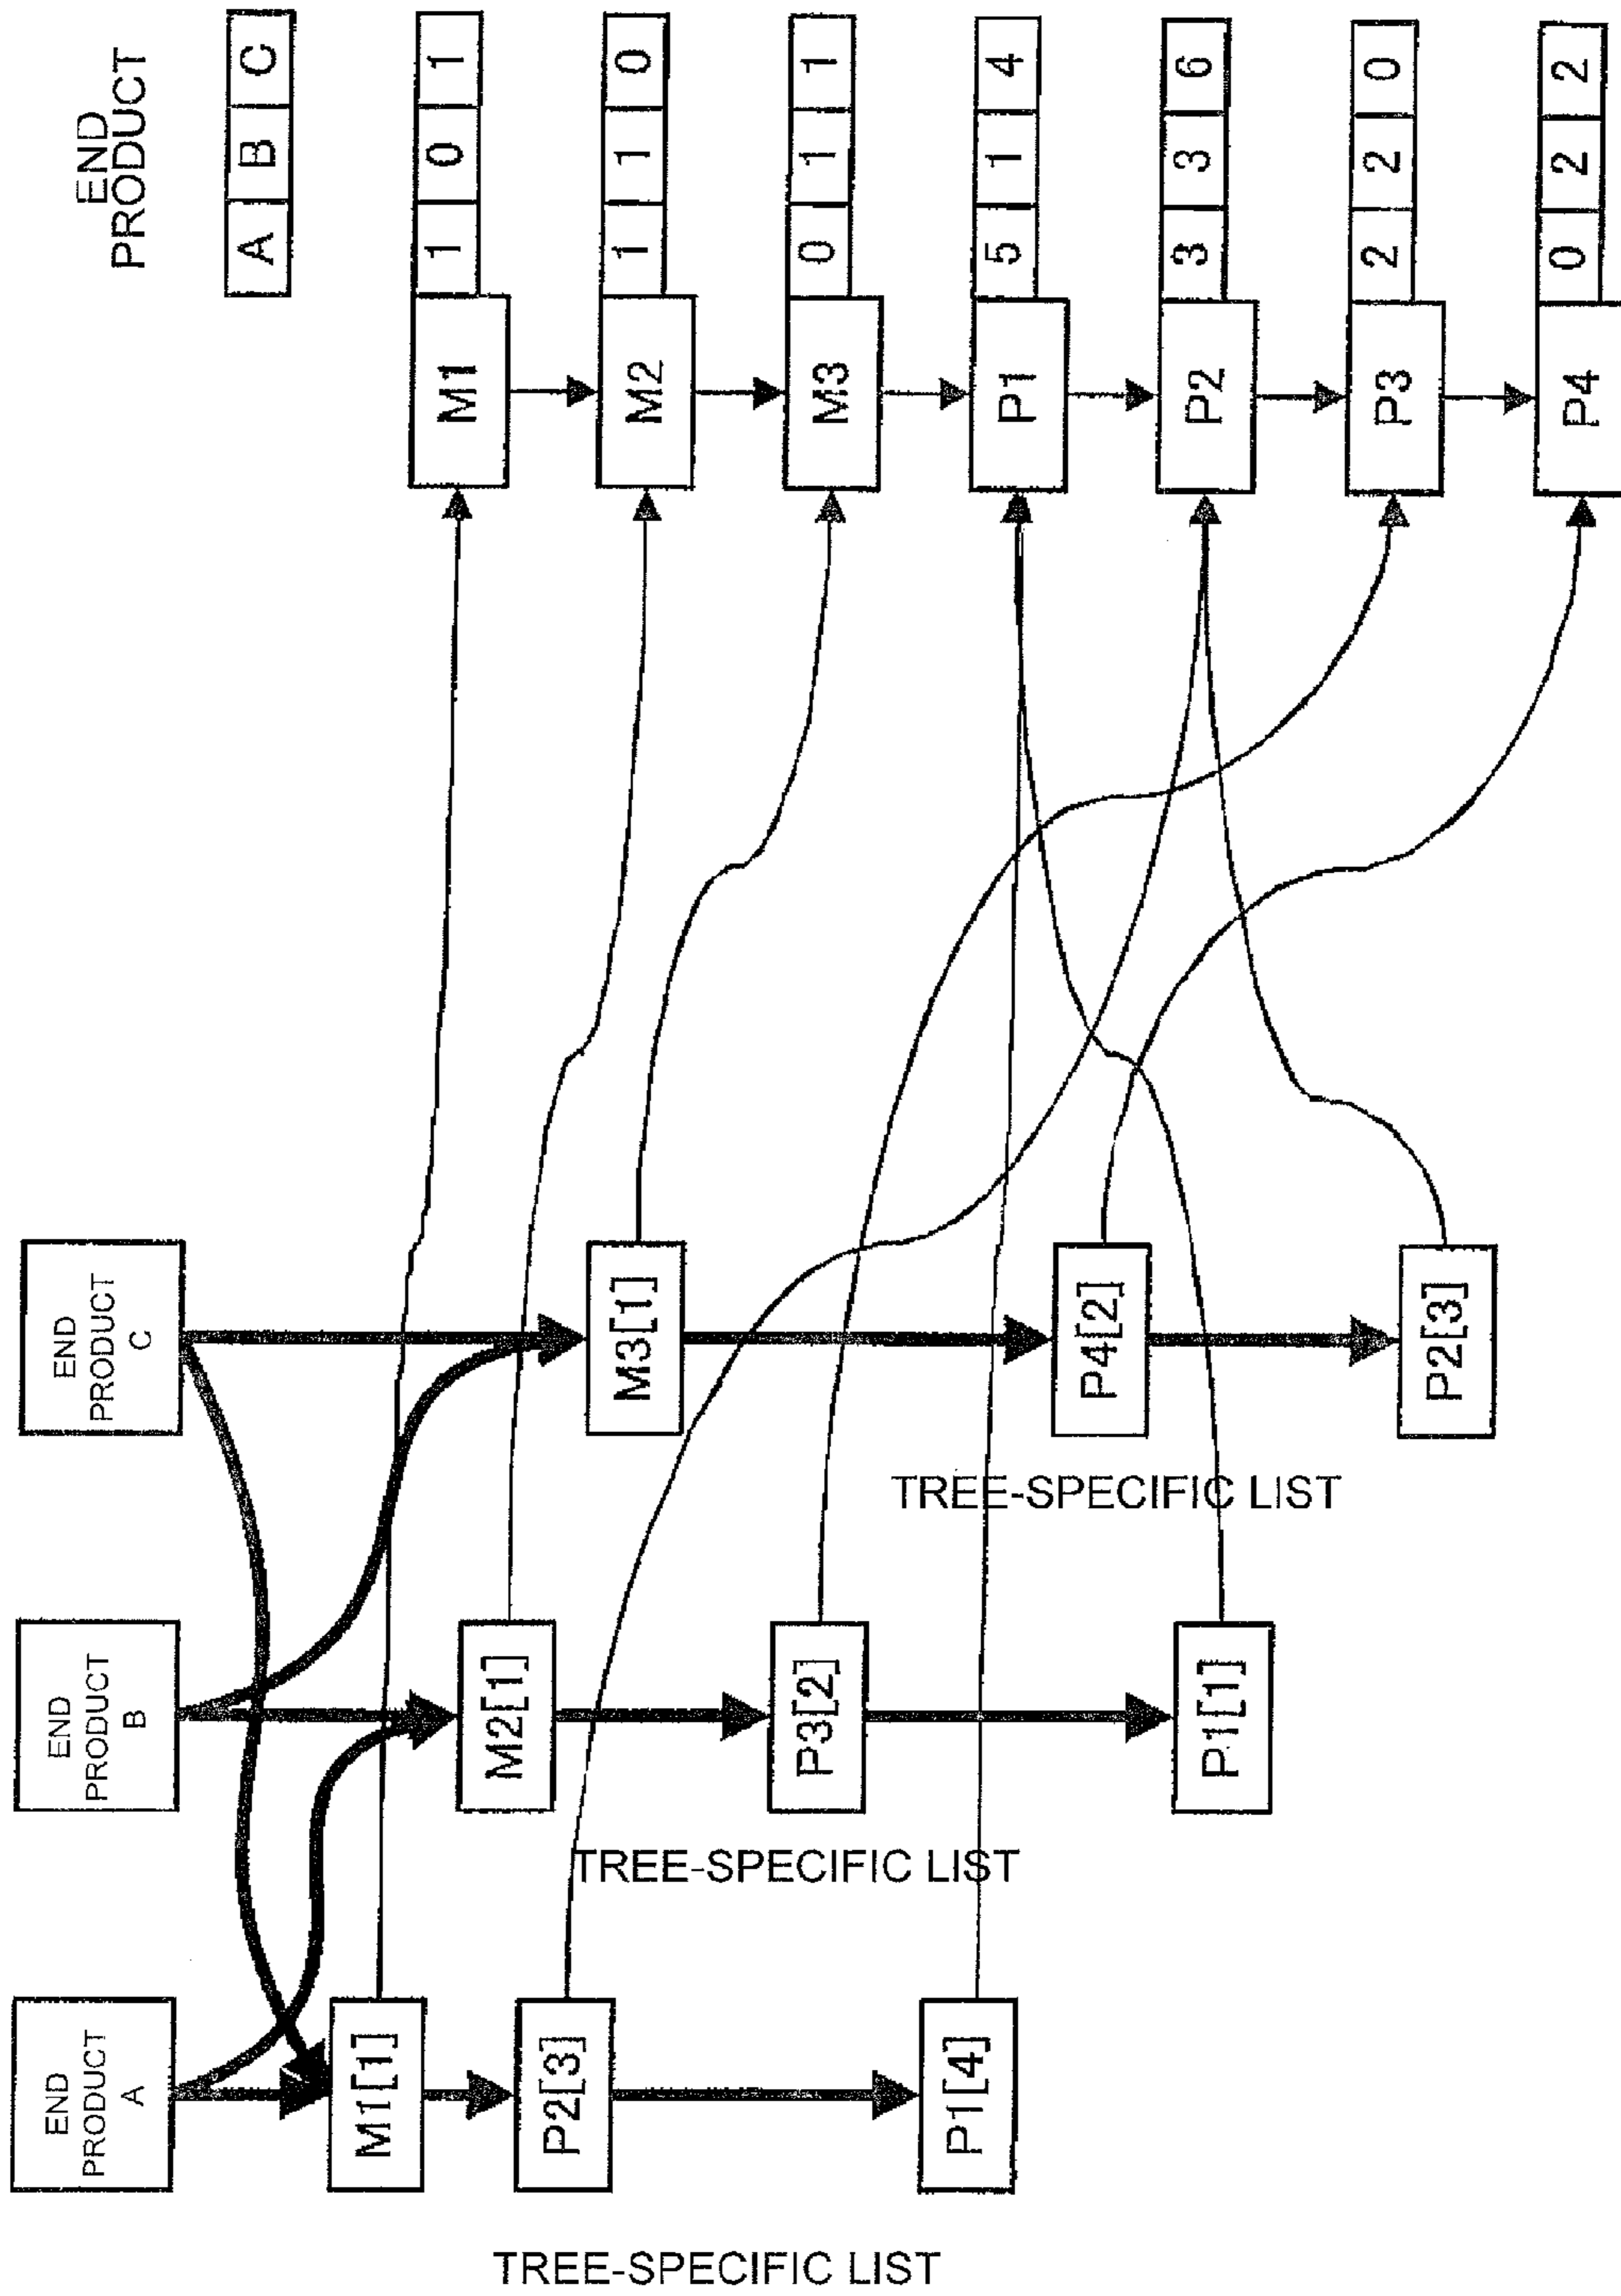 END
PRODUCT
A
END
PRODUCT
B
END
PRODUCT
C
END
PRODUCT
A B C
M1[1]
P2[3]
P1[4]
TREE-SPECIFIC LIST
M2[1]
P3[2]
P1[1]
TREE-SPECIFIC LIST
M3[1]
P4[2]
P2[3]
TREE-SPECIFIC LIST
M1 1 0 1
M2 1 1 0
M3 0 1 1
P1 5 1 4
P2 3 3 6
P3 2 2 0
P4 0 2 2